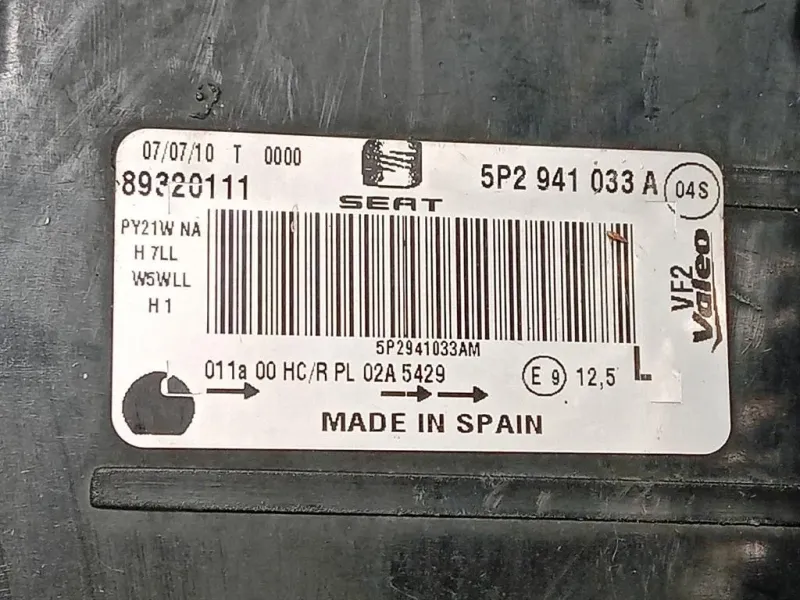 07/07/10 T 0000
89320111
SEAT
5P2 941 033 A
04S
PY21W NA
H 7LL
W5WLL
H 1
5P2941033AM
VF2
Valeo
011a 00 HC/R PL 02A 5429
E 9 12,5 L
MADE IN SPAIN